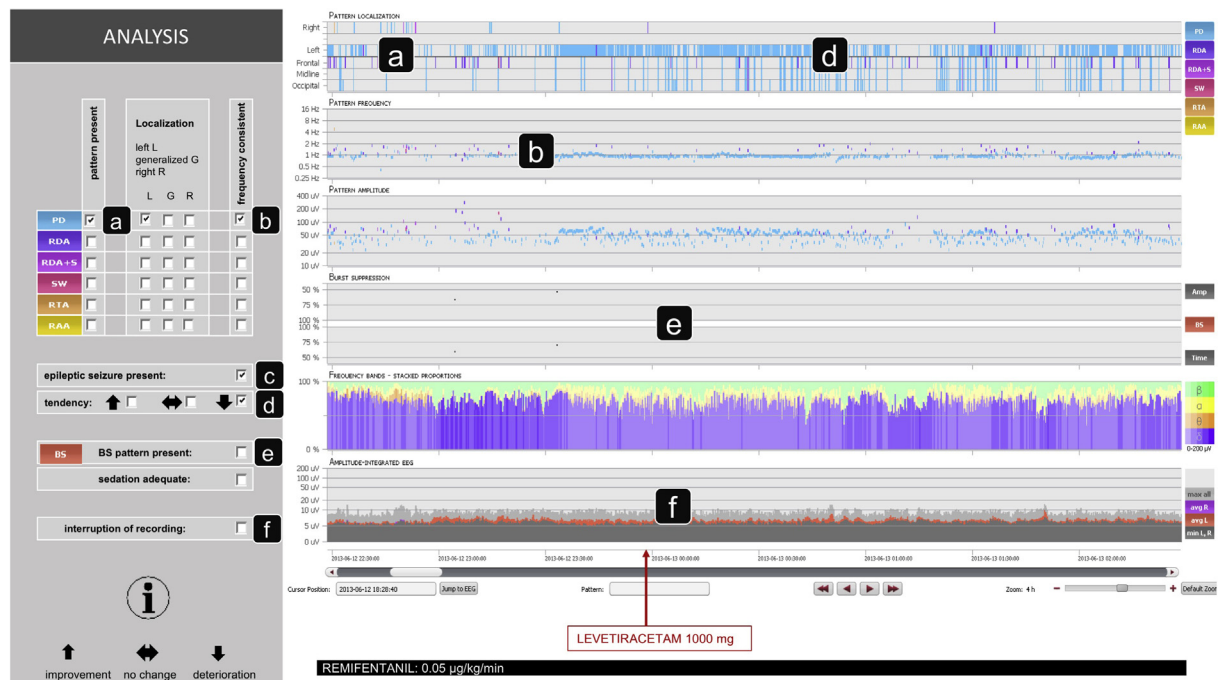 ANALYSIS
pattern present
Localization
left L
generalized G
right R
frequency consistent
L G R
PD a b
RDA
RDA+S
SW
RTA
RAA
epileptic seizure present: c
tendency: d
BS BS pattern present: e
sedation adequate:
interruption of recording: f
i
improvement no change deterioration
PATTERN LOCALIZATION
Right
Left
Frontal
Midline
Occipital
a d
PD
RDA
RDA+S
SW
RTA
RAA
PATTERN FREQUENCY
16 Hz
8 Hz
4 Hz
2 Hz
1 Hz
0.5 Hz
0.25 Hz
b
PATTERN AMPLITUDE
400 uV
200 uV
100 uV
50 uV
20 uV
10 uV
BURST SUPPRESSION
50 %
75 %
100 %
100 %
75 %
50 %
e
Amp
BS
Time
FREQUENCY BANDS - STACKED PROPORTIONS
100 %
0 %
β
α
θ
δ
0-200 µV
AMPLITUDE-INTEGRATED EEG
200 uV
100 uV
50 uV
20 uV
10 uV
5 uV
0 uV
f
max all
avg R
avg L
min L, R
2013-06-12 22:30:00 2013-06-12 23:00:00 2013-06-12 23:30:00 2013-06-13 00:00:00 2013-06-13 00:30:00 2013-06-13 01:00:00 2013-06-13 01:30:00 2013-06-13 02:00:00
Cursor Position: 2013-06-12 18:28:40 Jump to EEG Pattern: Zoom: 4 h Default Zoom
LEVETIRACETAM 1000 mg
REMIFENTANIL: 0.05 µg/kg/min